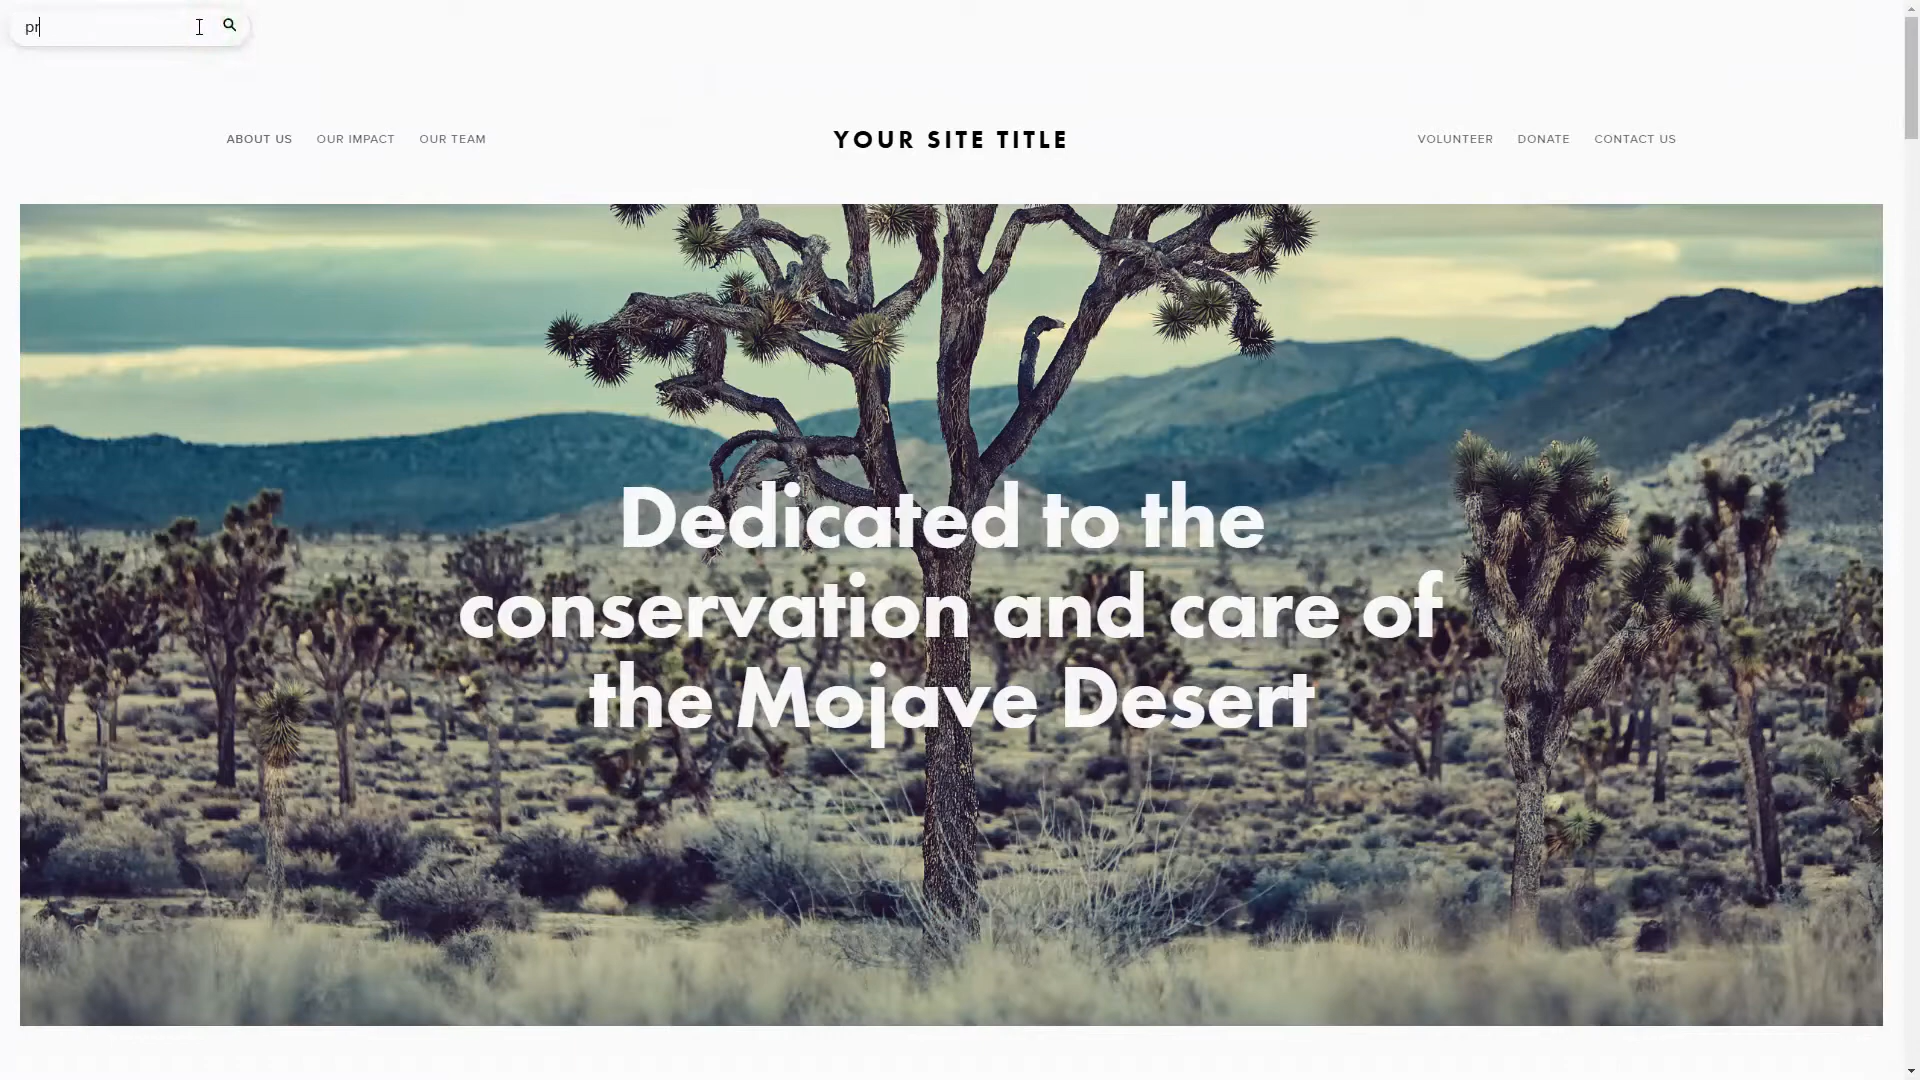 pr
ABOUT US OUR IMPACT OUR TEAM
YOUR SITE TITLE
VOLUNTEER DONATE CONTACT US
Dedicated to the
conservation and care of
the Mojave Desert